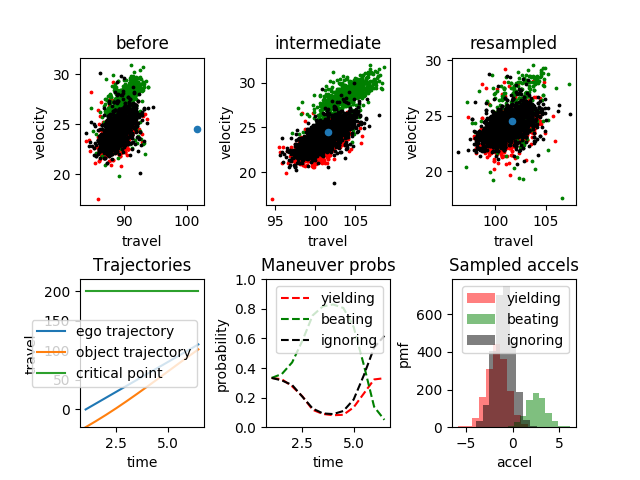 before
30
25
20
velocity
90
100
travel
intermediate
30
25
20
velocity
95
100
105
travel
resampled
30
25
20
velocity
100
105
travel
Trajectories
200
150
100
50
0
travel
ego trajectory
object trajectory
critical point
2.5
5.0
time
Maneuver probs
1.0
0.8
0.6
0.4
0.2
0.0
probability
yielding
beating
ignoring
2.5
5.0
time
Sampled accels
600
400
200
0
pmf
yielding
beating
ignoring
−5
0
5
accel